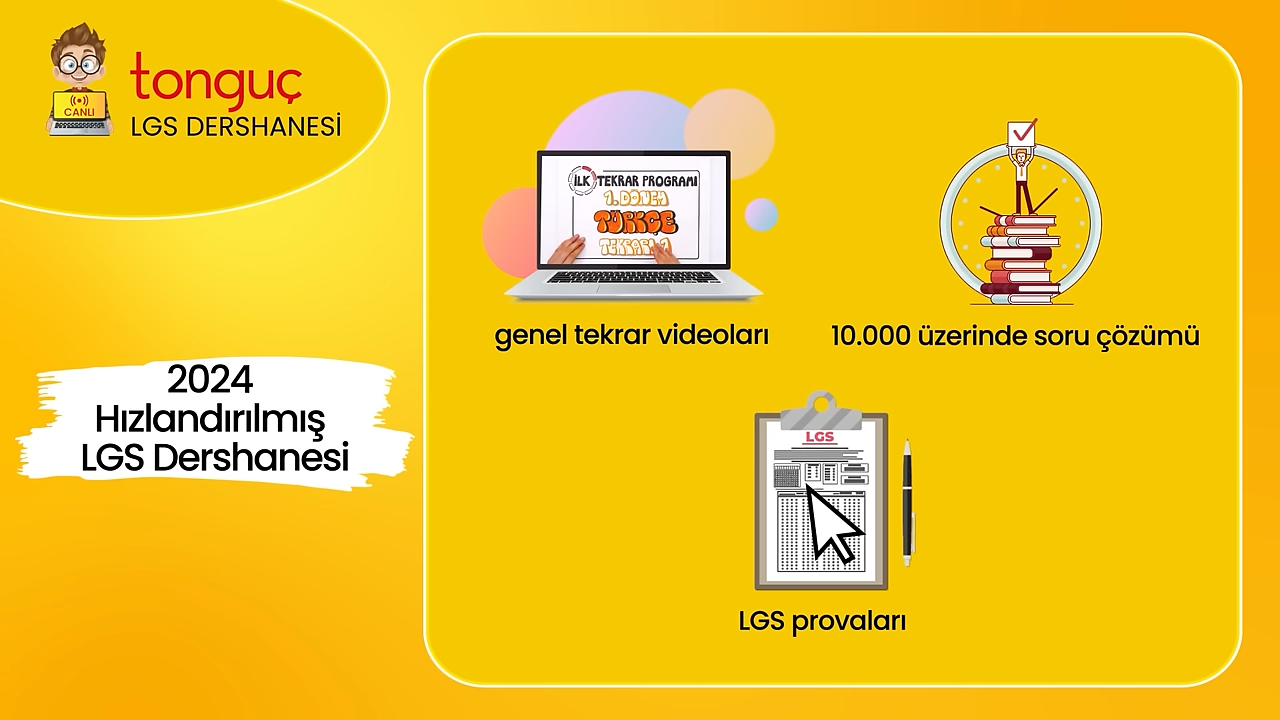 tonguç
LGS DERSHANESİ
CANLI
2024
Hızlandırılmış
LGS Dershanesi
İLK TEKRAR PROGRAMI
1. DÖNEM
TÜRKÇE
TEKRARI
genel tekrar videoları
10.000 üzerinde soru çözümü
LGS
LGS provaları